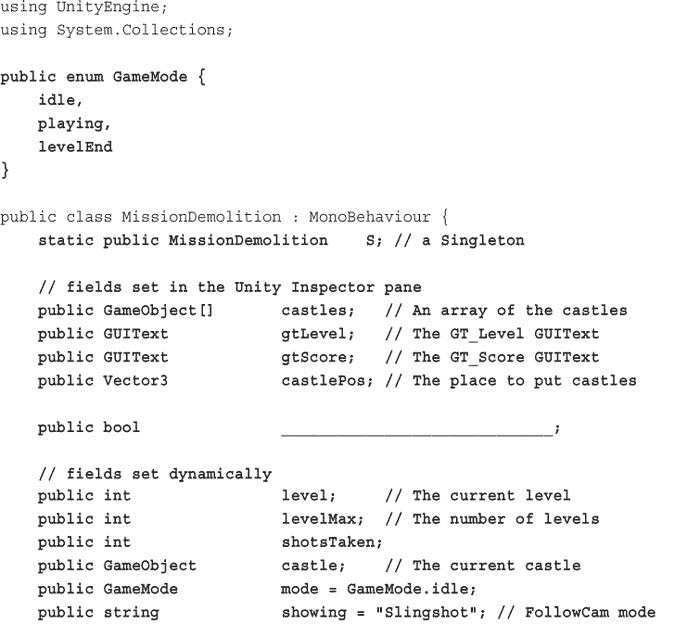 using UnityEngine;
using System.Collections;
public enum GameMode {
idle,
playing,
levelEnd
}
public class MissionDemolition : MonoBehaviour {
static public MissionDemolition S; // a Singleton
// fields set in the Unity Inspector pane
public GameObject[] castles; // An array of the castles
public GUIText gtLevel; // The GT_Level GUIText
public GUIText gtScore; // The GT_Score GUIText
public Vector3 castlePos; // The place to put castles
public bool _____________________________;
// fields set dynamically
public int level; // The current level
public int levelMax; // The number of levels
public int shotsTaken;
public GameObject castle; // The current castle
public GameMode mode = GameMode.idle;
public string showing = "Slingshot"; // FollowCam mode